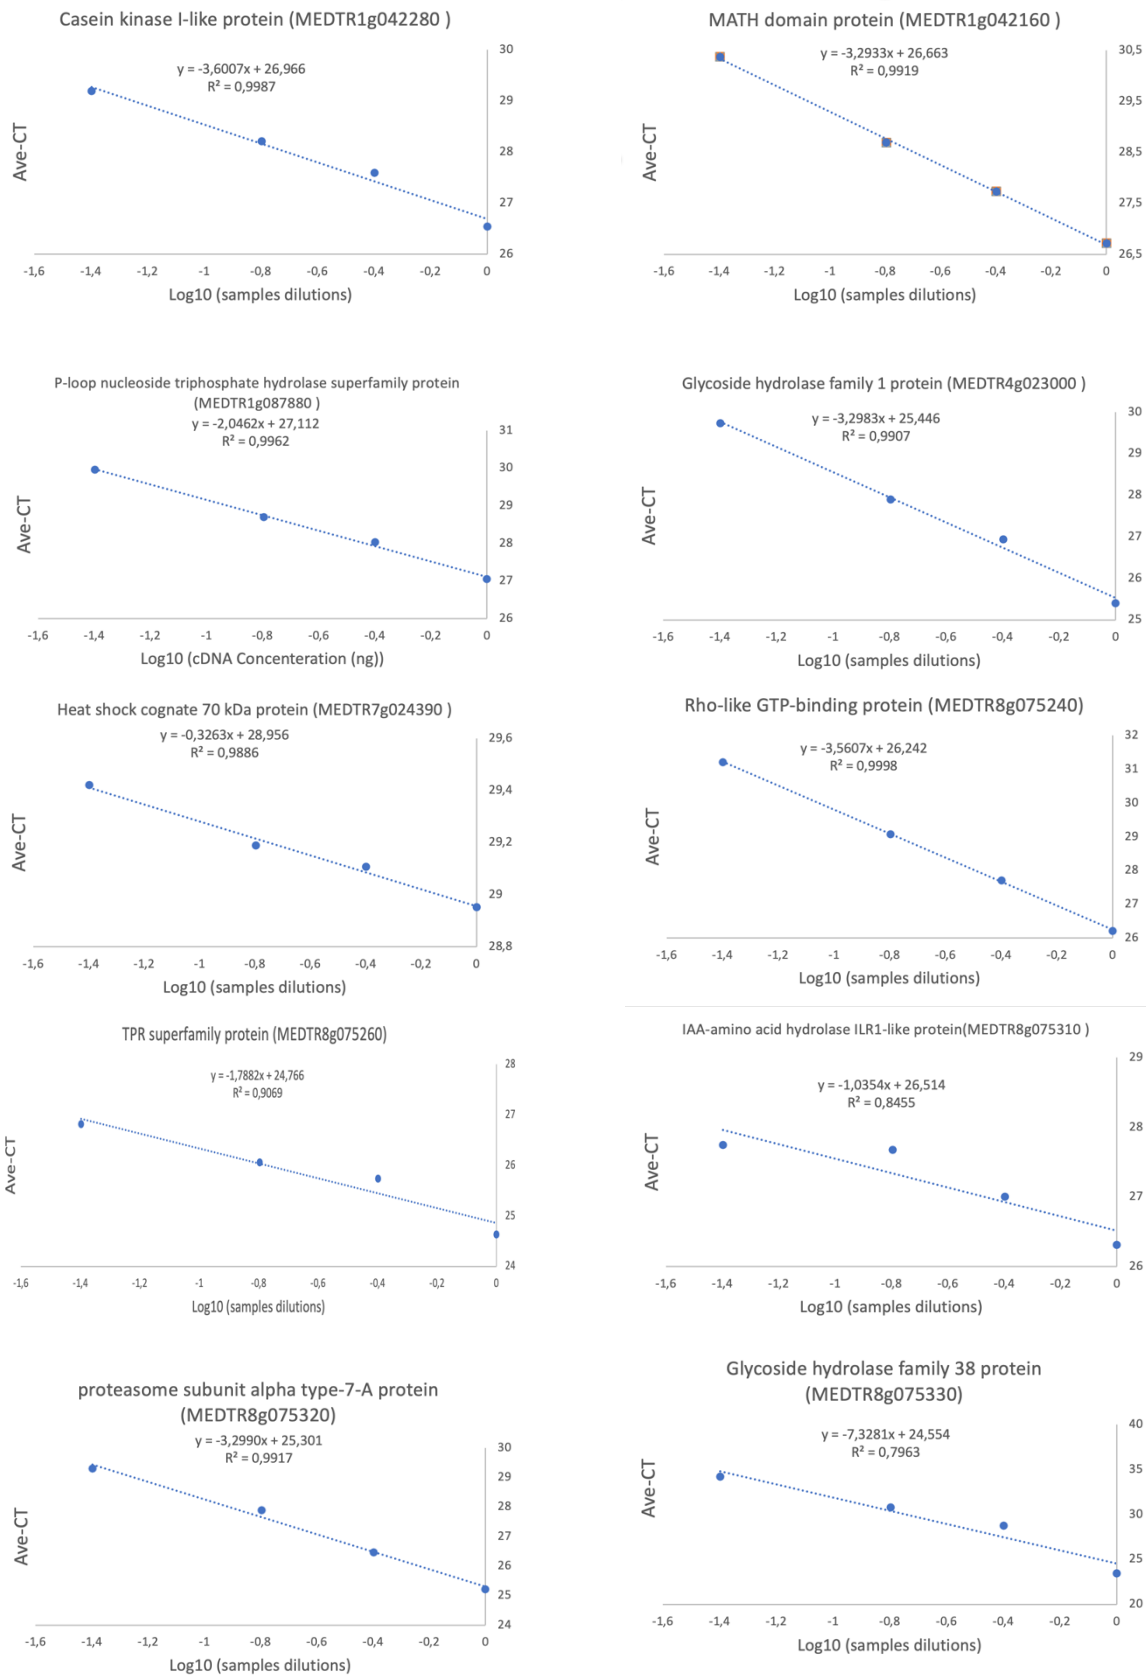 Casein kinase I-like protein (MEDTR1g042280 )
y = -3,6007x + 26,966
R² = 0,9987
30
29
28
27
26
-1,6 -1,4 -1,2 -1 -0,8 -0,6 -0,4 -0,2 0
Ave-CT
Log10 (samples dilutions)
MATH domain protein (MEDTR1g042160 )
y = -3,2933x + 26,663
R² = 0,9919
30,5
29,5
28,5
27,5
26,5
-1,6 -1,4 -1,2 -1 -0,8 -0,6 -0,4 -0,2 0
Ave-CT
Log10 (samples dilutions)
P-loop nucleoside triphosphate hydrolase superfamily protein
(MEDTR1g087880 )
y = -2,0462x + 27,112
R² = 0,9962
31
30
29
28
27
26
-1,6 -1,4 -1,2 -1 -0,8 -0,6 -0,4 -0,2 0
Ave-CT
Log10 (cDNA Concenteration (ng))
Glycoside hydrolase family 1 protein (MEDTR4g023000 )
y = -3,2983x + 25,446
R² = 0,9907
30
29
28
27
26
25
-1,6 -1,4 -1,2 -1 -0,8 -0,6 -0,4 -0,2 0
Ave-CT
Log10 (samples dilutions)
Heat shock cognate 70 kDa protein (MEDTR7g024390 )
y = -0,3263x + 28,956
R² = 0,9886
29,6
29,4
29,2
29
28,8
-1,6 -1,4 -1,2 -1 -0,8 -0,6 -0,4 -0,2 0
Ave-CT
Log10 (samples dilutions)
Rho-like GTP-binding protein (MEDTR8g075240)
y = -3,5607x + 26,242
R² = 0,9998
32
31
30
29
28
27
26
-1,6 -1,4 -1,2 -1 -0,8 -0,6 -0,4 -0,2 0
Ave-CT
Log10 (samples dilutions)
TPR superfamily protein (MEDTR8g075260)
y = -1,7882x + 24,766
R² = 0,9069
28
27
26
25
24
-1,6 -1,4 -1,2 -1 -0,8 -0,6 -0,4 -0,2 0
Ave-CT
Log10 (samples dilutions)
IAA-amino acid hydrolase ILR1-like protein(MEDTR8g075310 )
y = -1,0354x + 26,514
R² = 0,8455
29
28
27
26
-1,6 -1,4 -1,2 -1 -0,8 -0,6 -0,4 -0,2 0
Ave-CT
Log10 (samples dilutions)
proteasome subunit alpha type-7-A protein
(MEDTR8g075320)
y = -3,2990x + 25,301
R² = 0,9917
30
29
28
27
26
25
24
-1,6 -1,4 -1,2 -1 -0,8 -0,6 -0,4 -0,2 0
Ave-CT
Log10 (samples dilutions)
Glycoside hydrolase family 38 protein
(MEDTR8g075330)
y = -7,3281x + 24,554
R² = 0,7963
40
35
30
25
20
-1,6 -1,4 -1,2 -1 -0,8 -0,6 -0,4 -0,2 0
Ave-CT
Log10 (samples dilutions)